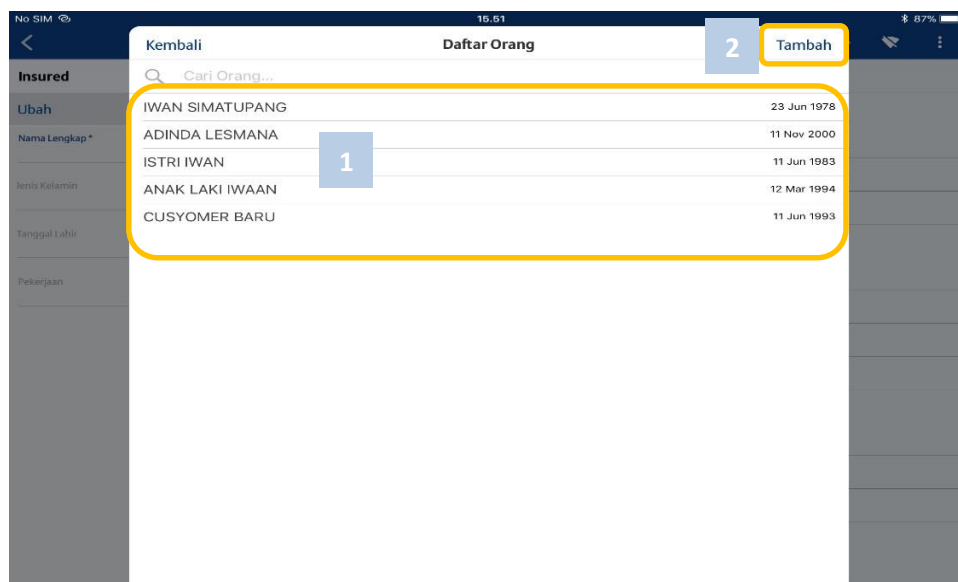 No SIM 15.51 87%
Kembali Daftar Orang 2 Tambah
Insured
Cari Orang...
Ubah
IWAN SIMATUPANG 23 Jun 1978
Nama Lengkap *
ADINDA LESMANA 11 Nov 2000
1
ISTRI IWAN 11 Jun 1983
Jenis Kelamin
ANAK LAKI IWAAN 12 Mar 1994
CUSYOMER BARU 11 Jun 1993
Tanggal Lahir
Pekerjaan